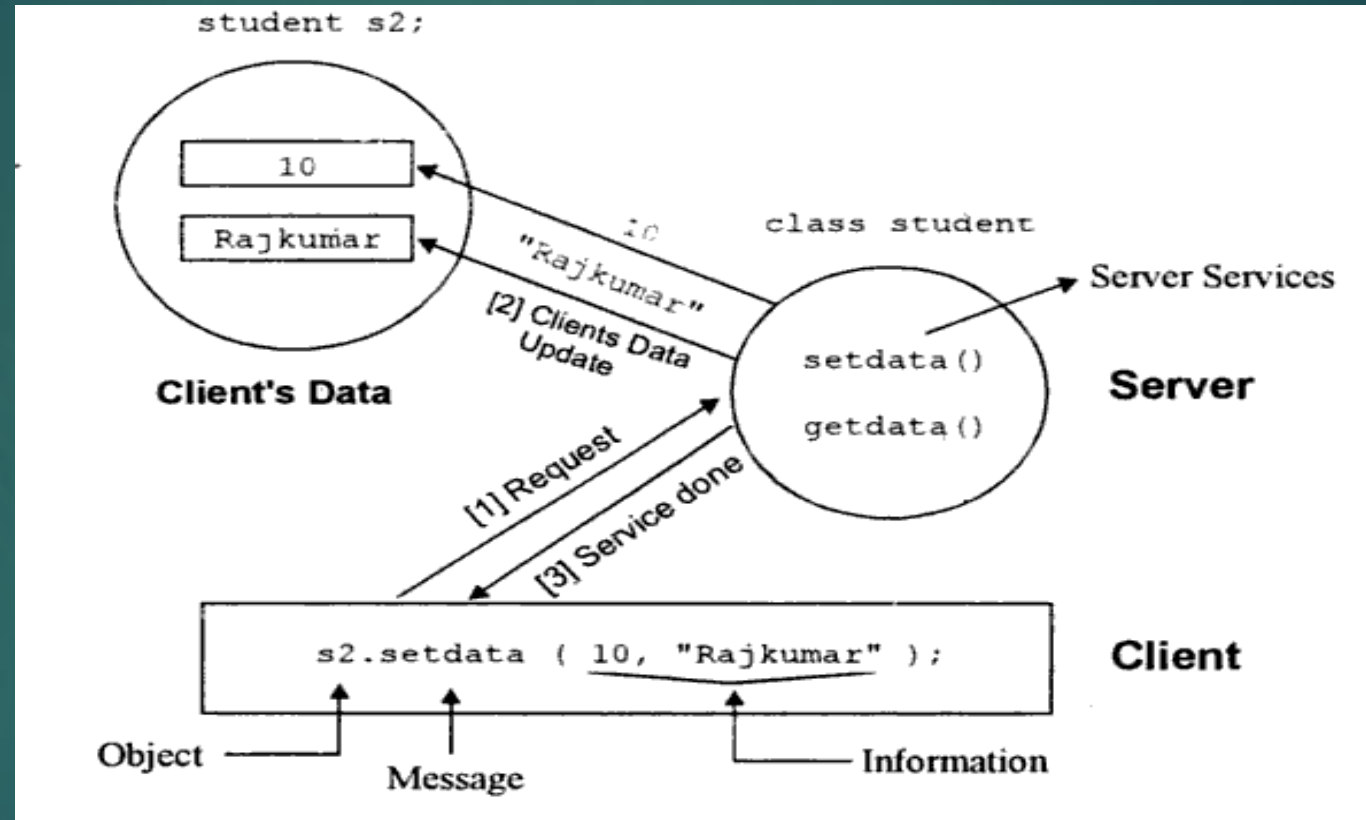 student s2;
10
Rajkumar
Client's Data
10
"Rajkumar"
[2] Clients Data
Update
class student
Server Services
setdata()
getdata()
Server
[1] Request
[3] Service done
s2.setdata ( 10, "Rajkumar" );
Client
Object
Message
Information